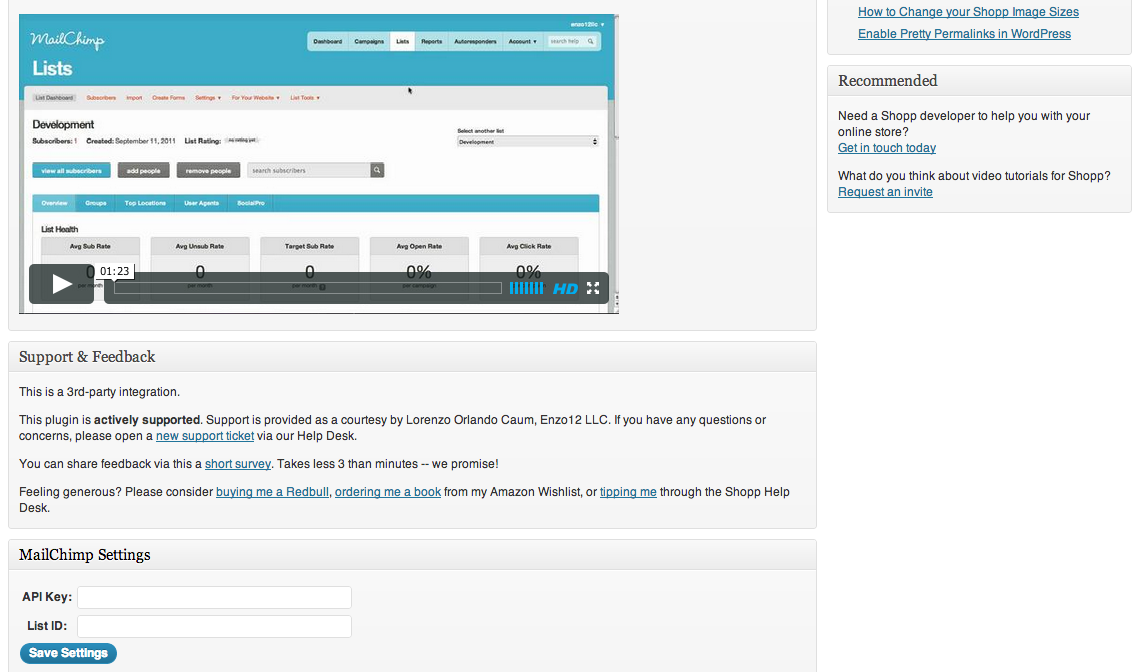 enzo120c
MailChimp
Dashboard Campaigns Lists Reports Autoresponders Account search help
Lists
List Dashboard Subscribers Import Create Forms Settings For Your Website List Tools
Development
Select another list
Subscribers: 1 Created: September 11, 2011 List Rating: no rating yet
Development
view all subscribers add people remove people search subscribers
Overview Groups Top Locations User Agents SocialPro
List Health
Avg Sub Rate Avg Unsub Rate Target Sub Rate Avg Open Rate Avg Click Rate
0 0 0 0% 0%
01:23
per month per month per month per campaign
HD
Support & Feedback
This is a 3rd-party integration.
This plugin is actively supported. Support is provided as a courtesy by Lorenzo Orlando Caum, Enzo12 LLC. If you have any questions or
concerns, please open a new support ticket via our Help Desk.
You can share feedback via this a short survey. Takes less 3 than minutes -- we promise!
Feeling generous? Please consider buying me a Redbull, ordering me a book from my Amazon Wishlist, or tipping me through the Shopp Help
Desk.
MailChimp Settings
API Key:
List ID:
Save Settings
How to Change your Shopp Image Sizes
Enable Pretty Permalinks in WordPress
Recommended
Need a Shopp developer to help you with your
online store?
Get in touch today
What do you think about video tutorials for Shopp?
Request an invite